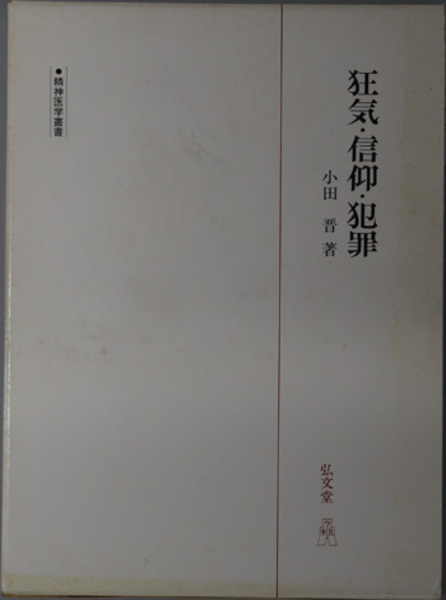 狂気・信仰・犯罪
小田 晋 著
弘文堂
●精神医学叢書